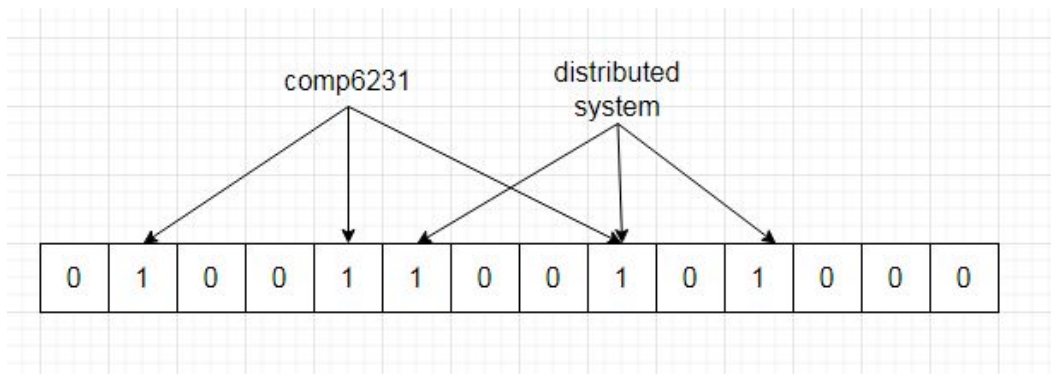 comp6231
distributed
system
0 1 0 0 1 1 0 0 1 0 1 0 0 0